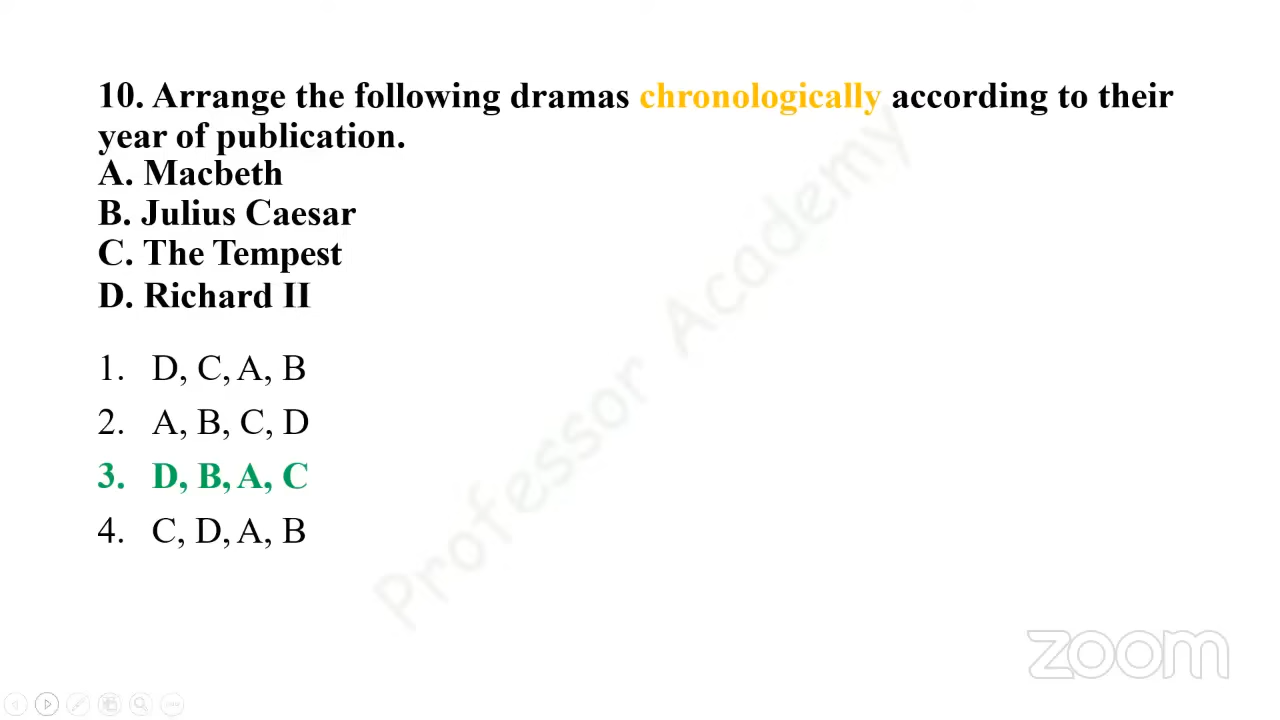 10. Arrange the following dramas chronologically according to their
year of publication.
A. Macbeth
B. Julius Caesar
C. The Tempest
D. Richard II
1. D, C, A, B
2. A, B, C, D
3. D, B, A, C
4. C, D, A, B
Professor Academy
zoom